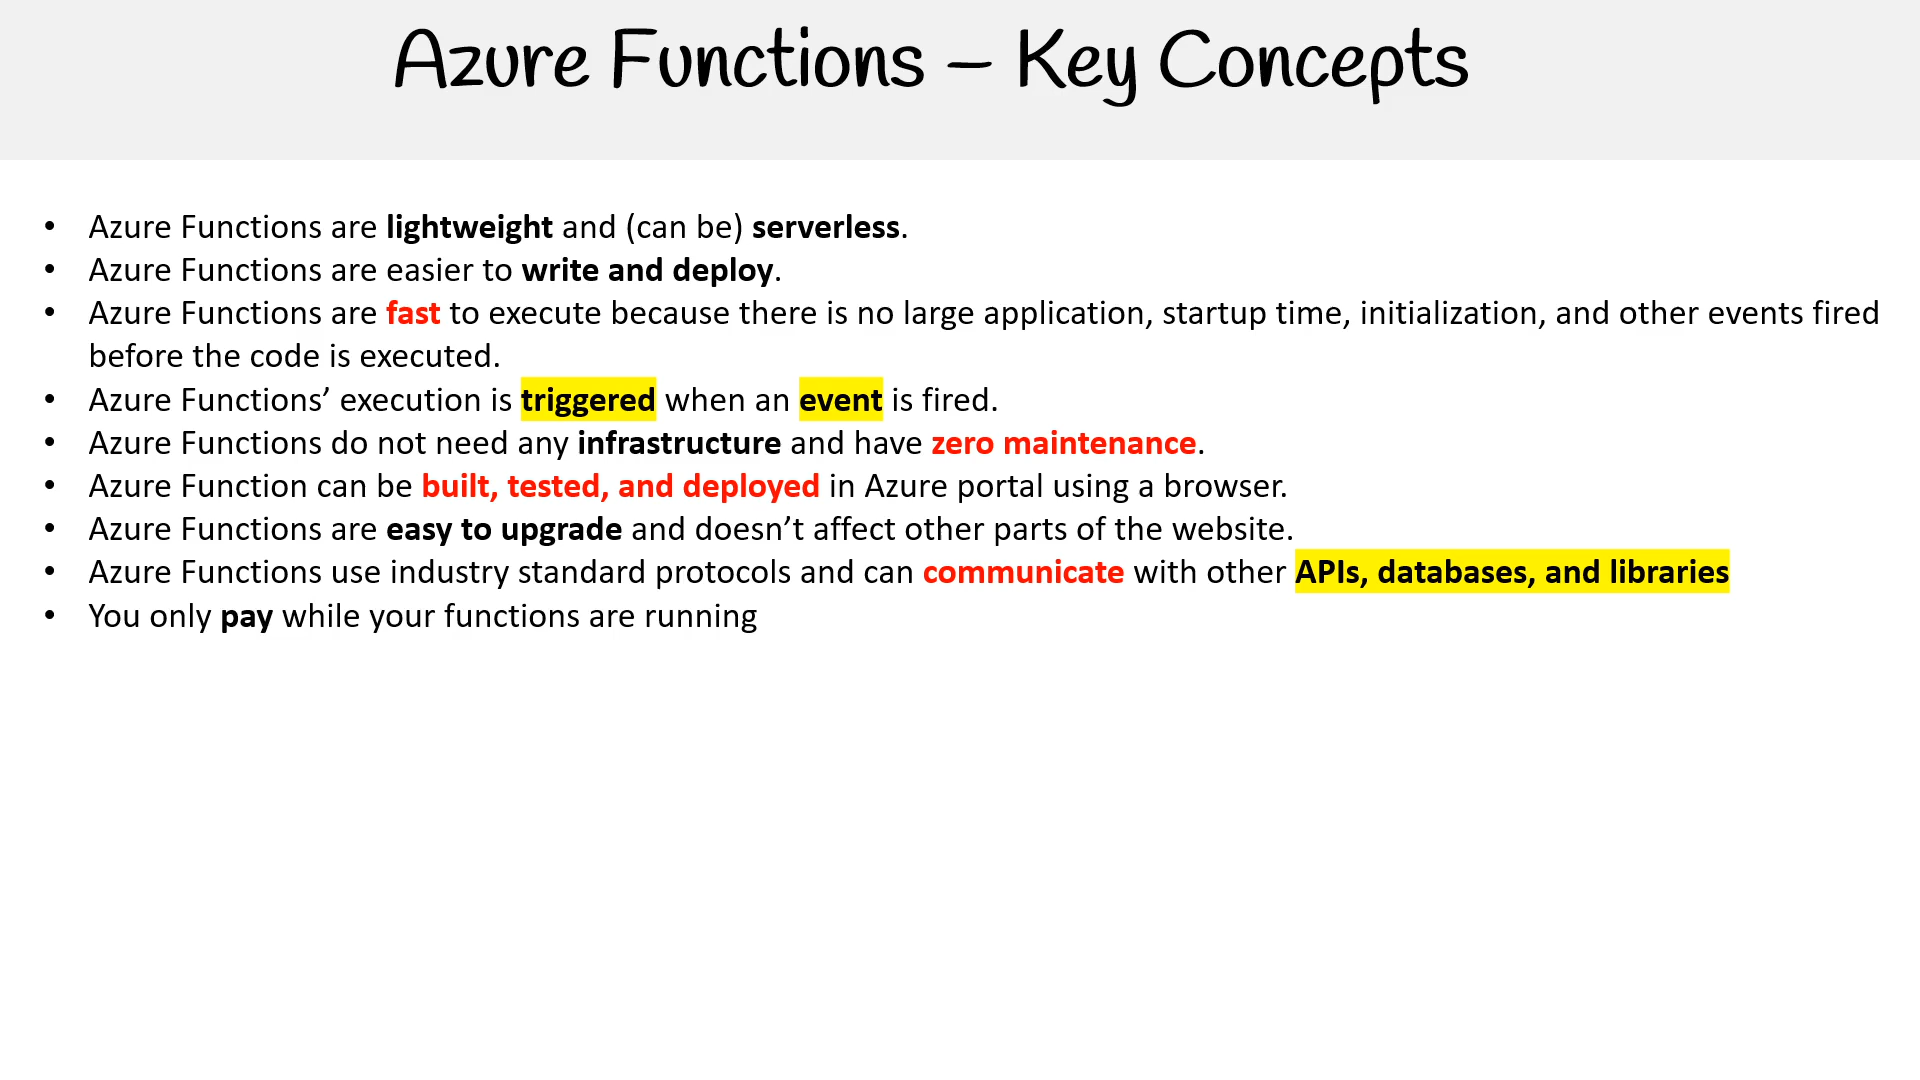 Azure Functions – Key Concepts
• Azure Functions are lightweight and (can be) serverless.
• Azure Functions are easier to write and deploy.
• Azure Functions are fast to execute because there is no large application, startup time, initialization, and other events fired
before the code is executed.
• Azure Functions’ execution is triggered when an event is fired.
• Azure Functions do not need any infrastructure and have zero maintenance.
• Azure Function can be built, tested, and deployed in Azure portal using a browser.
• Azure Functions are easy to upgrade and doesn’t affect other parts of the website.
• Azure Functions use industry standard protocols and can communicate with other APIs, databases, and libraries
• You only pay while your functions are running